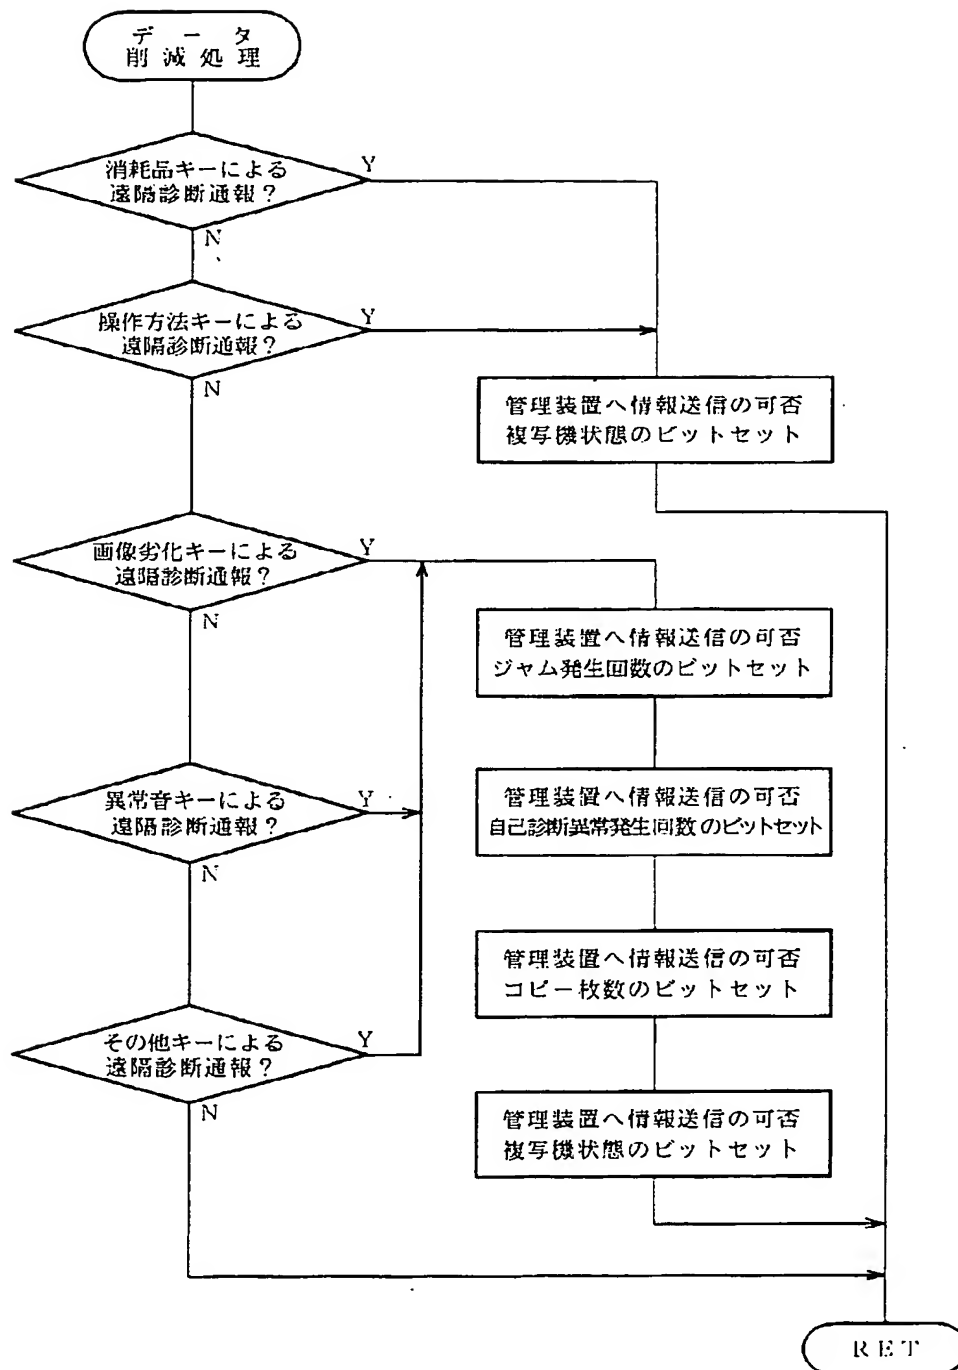 データ
削減処理
消耗品キーによる
遠隔診断通報？
Y
N
操作方法キーによる
遠隔診断通報？
Y
N
管理装置へ情報送信の可否
複写機状態のビットセット
画像劣化キーによる
遠隔診断通報？
Y
N
管理装置へ情報送信の可否
ジャム発生回数のビットセット
異常音キーによる
遠隔診断通報？
Y
N
管理装置へ情報送信の可否
自己診断異常発生回数のビットセット
管理装置へ情報送信の可否
コピー枚数のビットセット
その他キーによる
遠隔診断通報？
Y
N
管理装置へ情報送信の可否
複写機状態のビットセット
RET